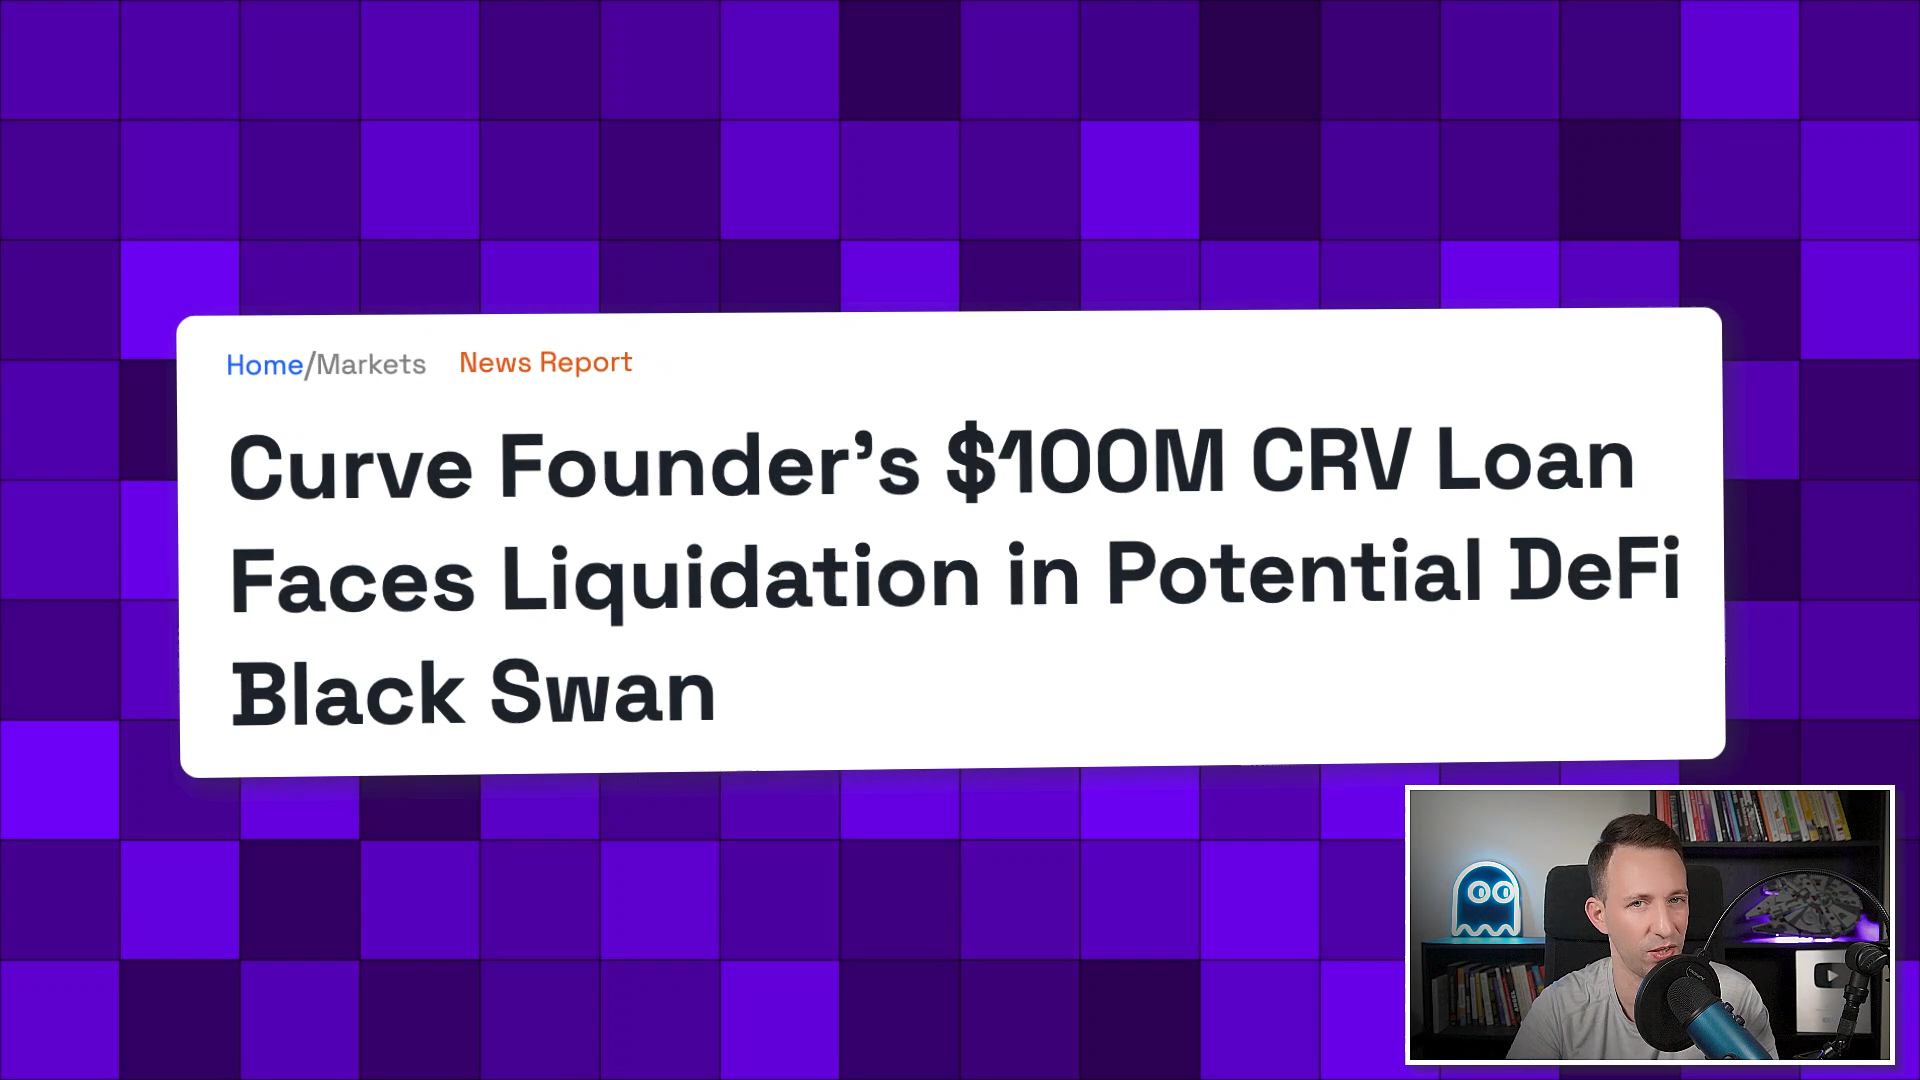 Home/Markets News Report
Curve Founder’s $100M CRV Loan
Faces Liquidation in Potential DeFi
Black Swan